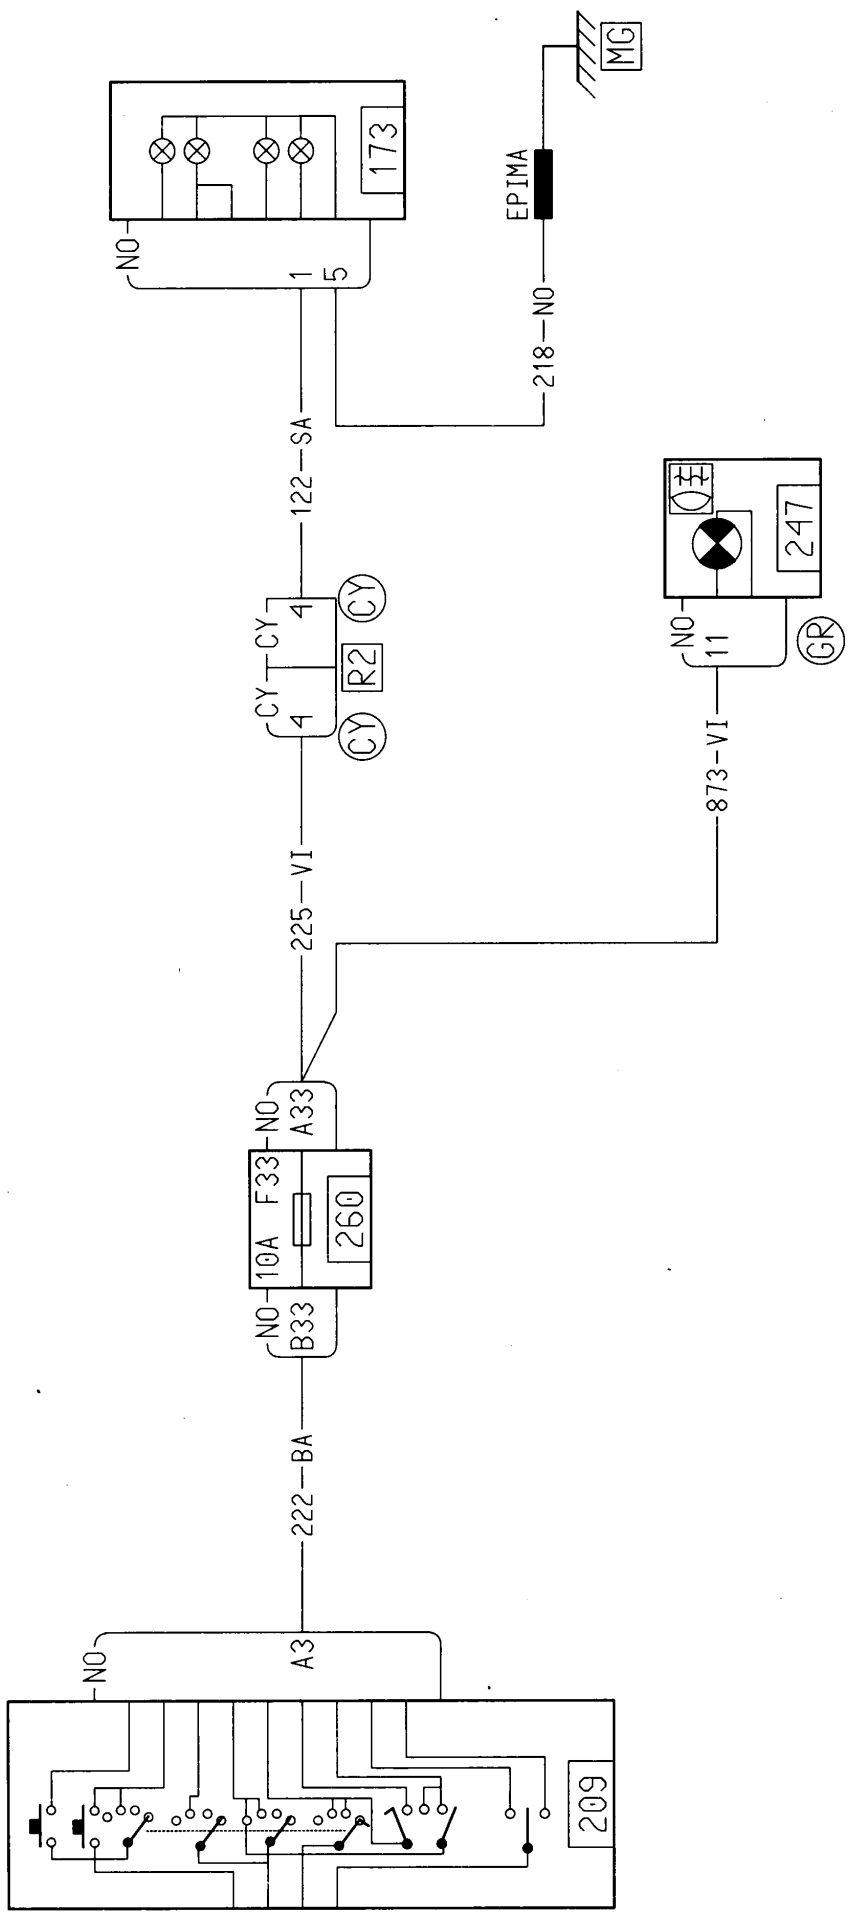 NO
A3
209
222 BA
NO
B33
10A F33
260
NO
A33
225 VI
873-VI
CY
4
CY
R2
CY
4
CY
122 SA
NO
11
GR
247
218 NO
EPIMA
MG
NO
1
5
173